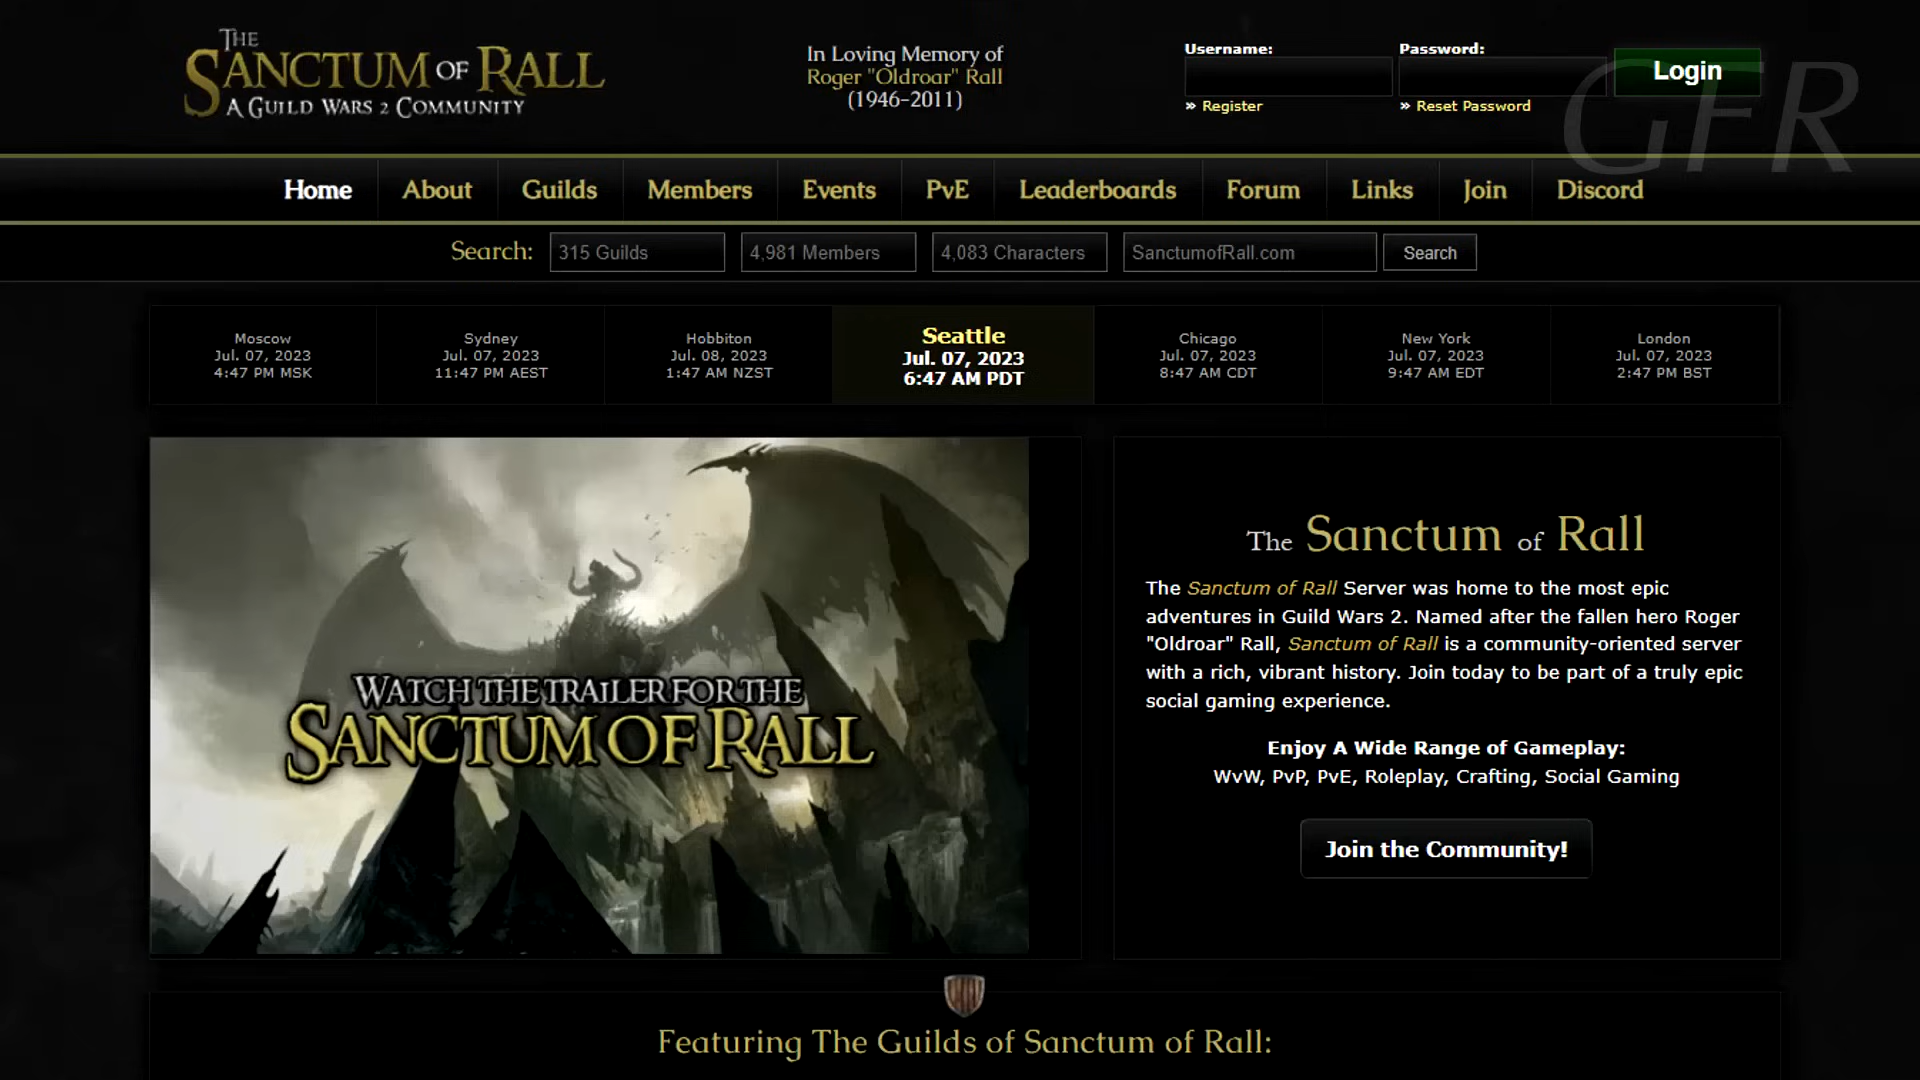 THE
SANCTUM OF RALL
A GUILD WARS 2 COMMUNITY
In Loving Memory of
Roger "Oldroar" Rall
(1946-2011)
Username:
Password:
Login
» Register
» Reset Password
GFR
Home About Guilds Members Events PvE Leaderboards Forum Links Join Discord
Search: 315 Guilds 4,981 Members 4,083 Characters SanctumofRall.com Search
Moscow
Jul. 07, 2023
4:47 PM MSK
Sydney
Jul. 07, 2023
11:47 PM AEST
Hobbiton
Jul. 08, 2023
1:47 AM NZST
Seattle
Jul. 07, 2023
6:47 AM PDT
Chicago
Jul. 07, 2023
8:47 AM CDT
New York
Jul. 07, 2023
9:47 AM EDT
London
Jul. 07, 2023
2:47 PM BST
WATCH THE TRAILER FOR THE
SANCTUM OF RALL
The Sanctum of Rall
The Sanctum of Rall Server was home to the most epic
adventures in Guild Wars 2. Named after the fallen hero Roger
"Oldroar" Rall, Sanctum of Rall is a community-oriented server
with a rich, vibrant history. Join today to be part of a truly epic
social gaming experience.
Enjoy A Wide Range of Gameplay:
WvW, PvP, PvE, Roleplay, Crafting, Social Gaming
Join the Community!
Featuring The Guilds of Sanctum of Rall: